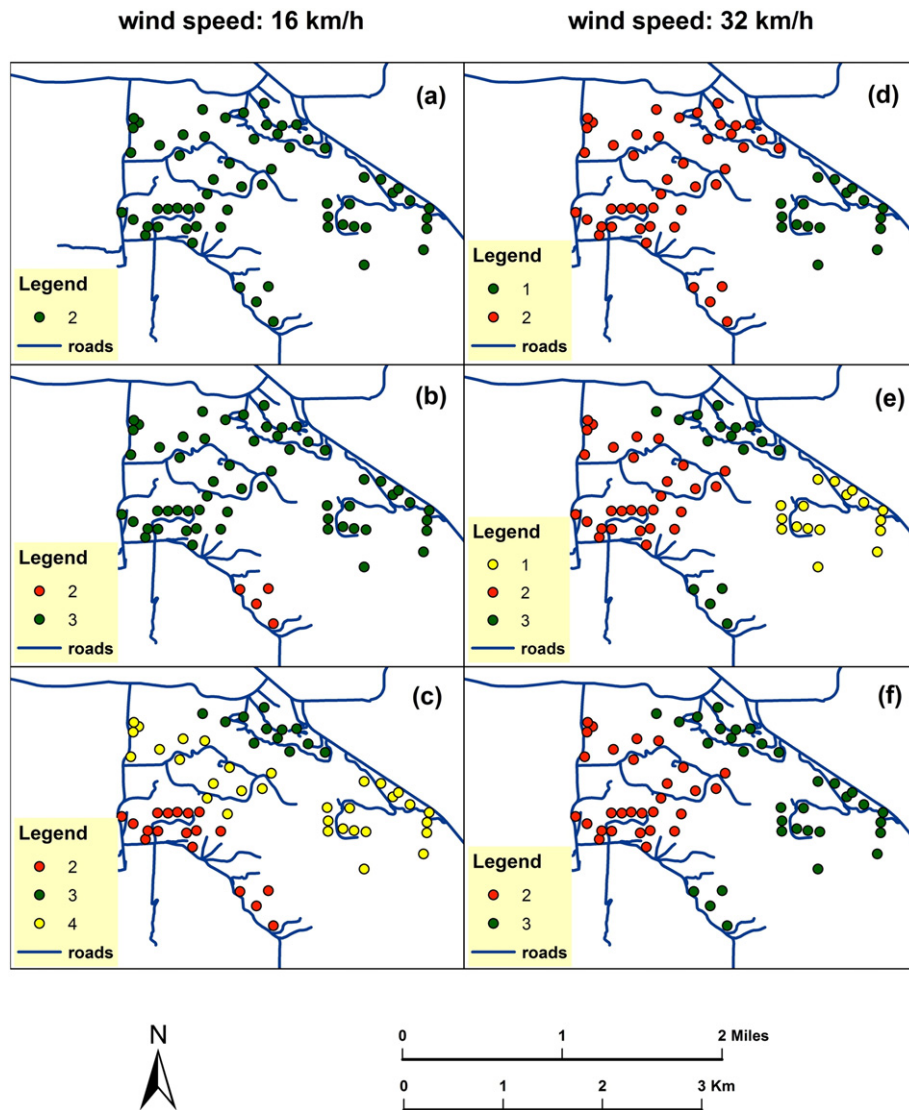 wind speed: 16 km/h
wind speed: 32 km/h
(a)
Legend
2
roads
(d)
Legend
1
2
roads
(b)
Legend
2
3
roads
(e)
Legend
1
2
3
roads
(c)
Legend
2
3
4
roads
(f)
Legend
2
3
roads
N
0 1 2 Miles
0 1 2 3 Km